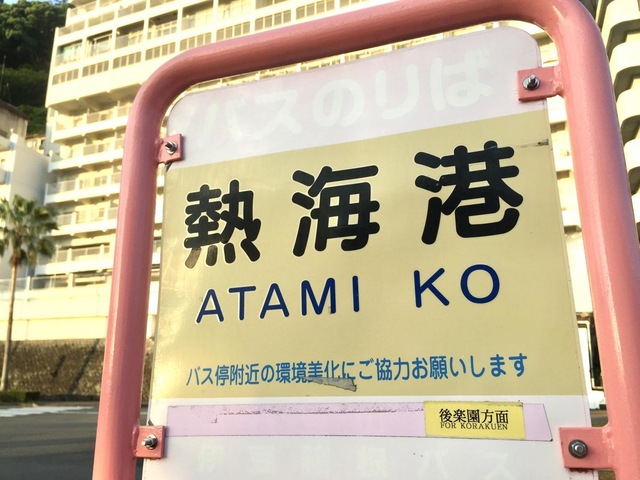 バスのりば
熱海港
ATAMI KO
バス停附近の環境美化にご協力お願いします
後楽園方面
FOR KORAKUEN